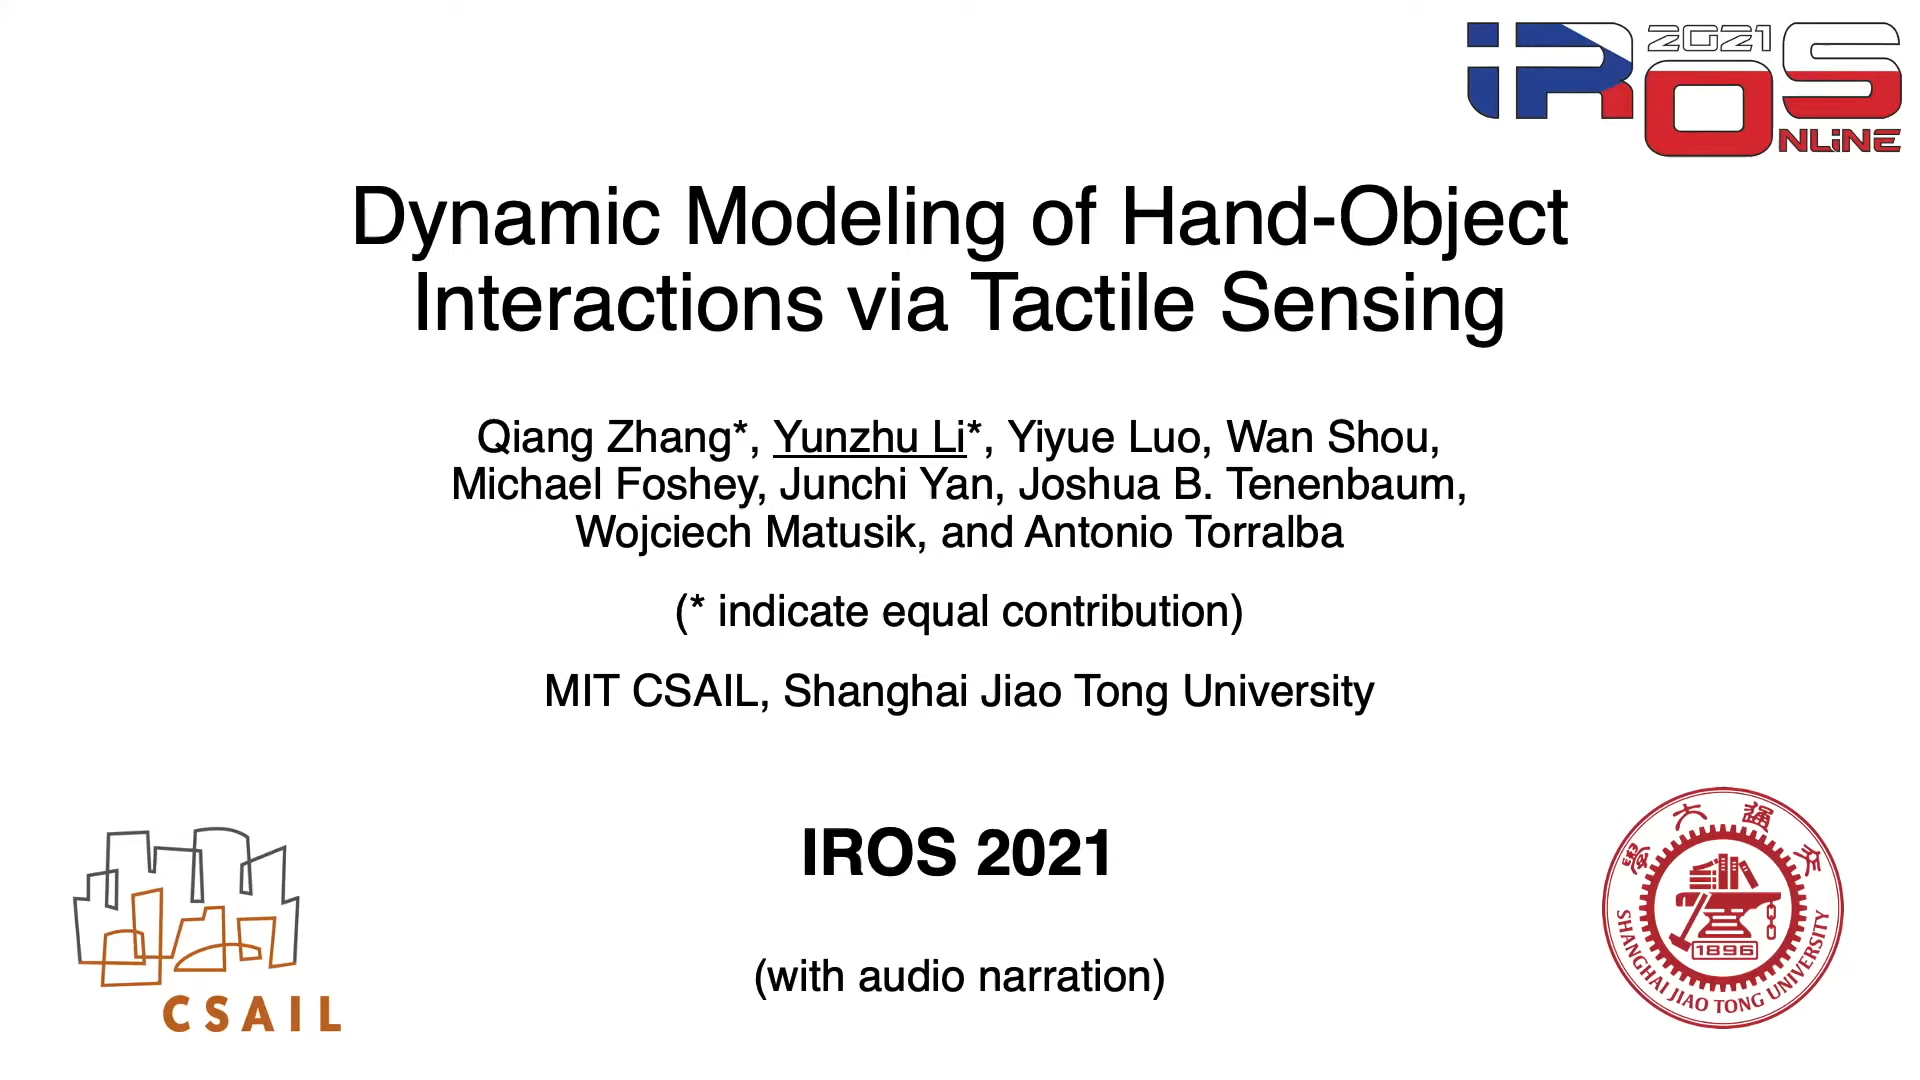 iROS
2021
ONLiNE
Dynamic Modeling of Hand-Object
Interactions via Tactile Sensing
Qiang Zhang*, Yunzhu Li*, Yiyue Luo, Wan Shou,
Michael Foshey, Junchi Yan, Joshua B. Tenenbaum,
Wojciech Matusik, and Antonio Torralba
(* indicate equal contribution)
MIT CSAIL, Shanghai Jiao Tong University
IROS 2021
(with audio narration)
CSAIL
1896
SHANGHAI JIAO TONG UNIVERSITY